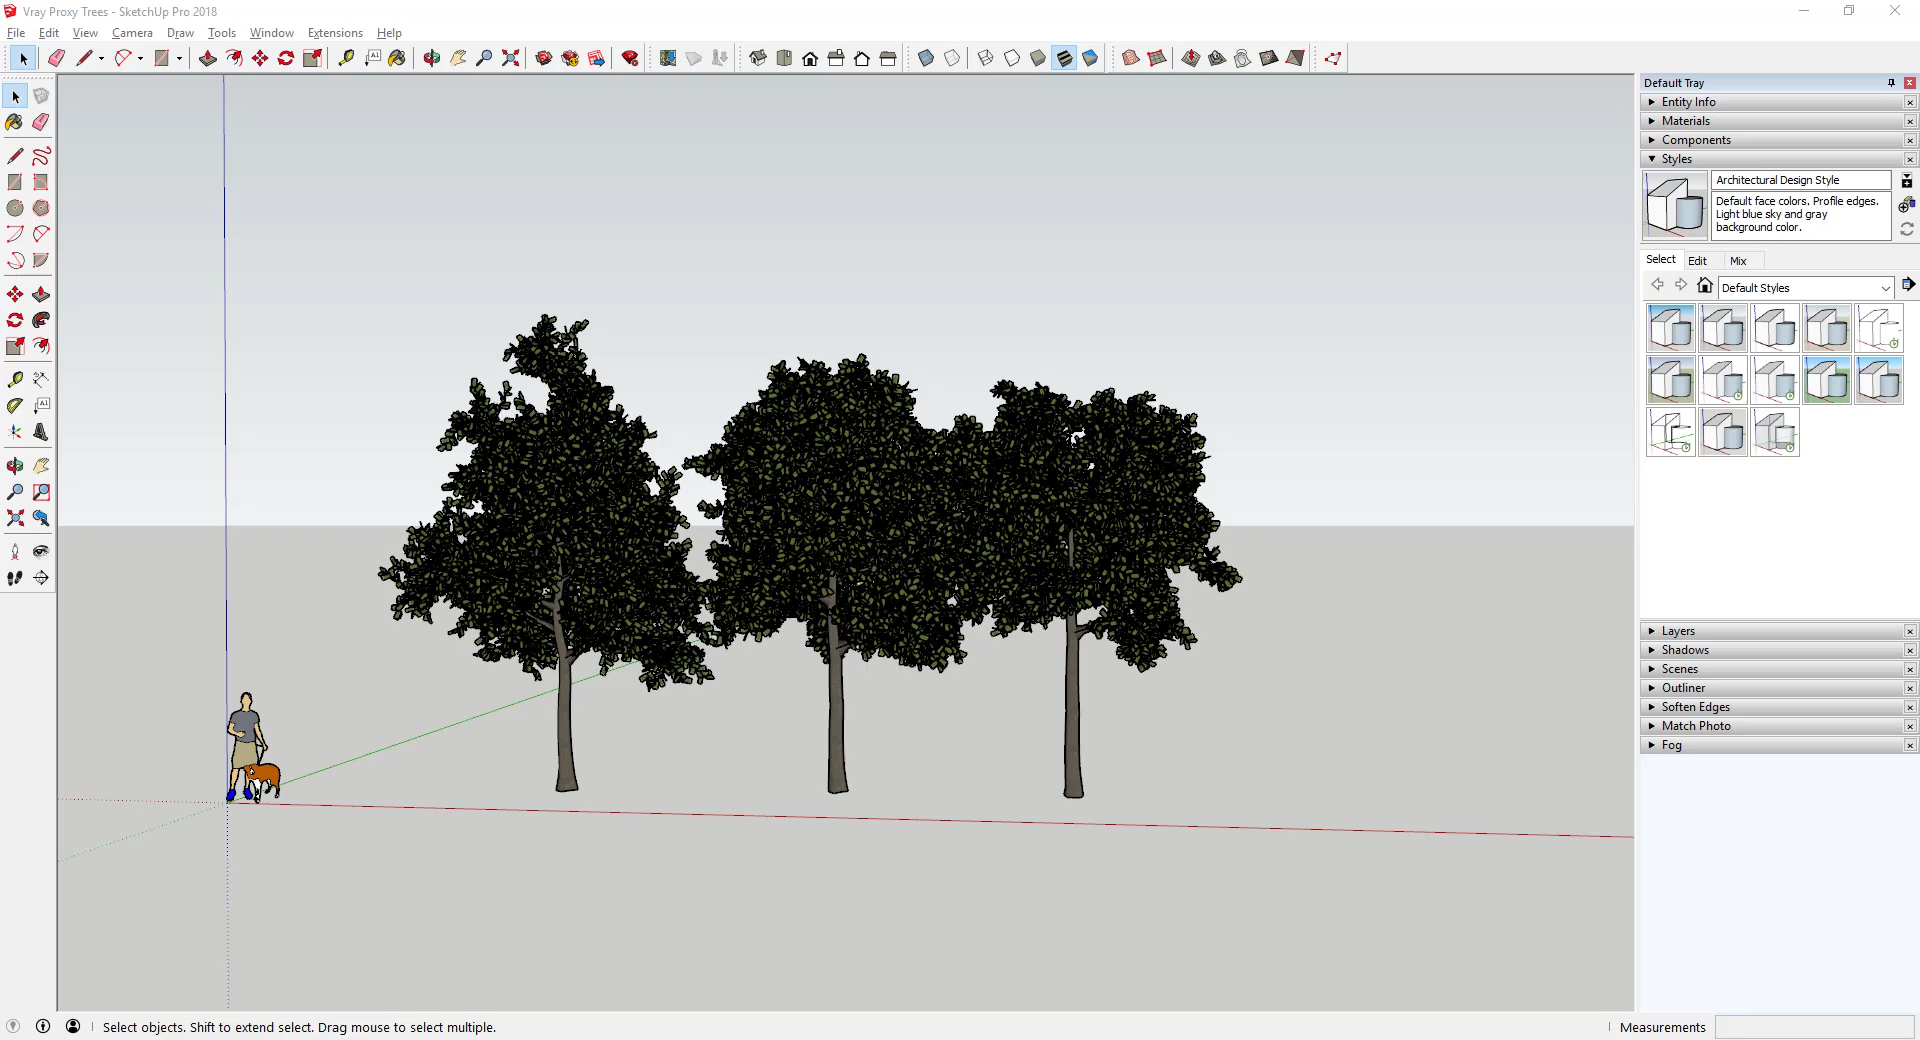 Vray Proxy Trees - SketchUp Pro 2018
File Edit View Camera Draw Tools Window Extensions Help
A1
Default Tray
Entity Info
Materials
Components
Styles
Architectural Design Style
Default face colors. Profile edges.
Light blue sky and gray
background color.
Select Edit Mix
Default Styles
A1
Layers
Shadows
Scenes
Outliner
Soften Edges
Match Photo
Fog
Select objects. Shift to extend select. Drag mouse to select multiple.
Measurements